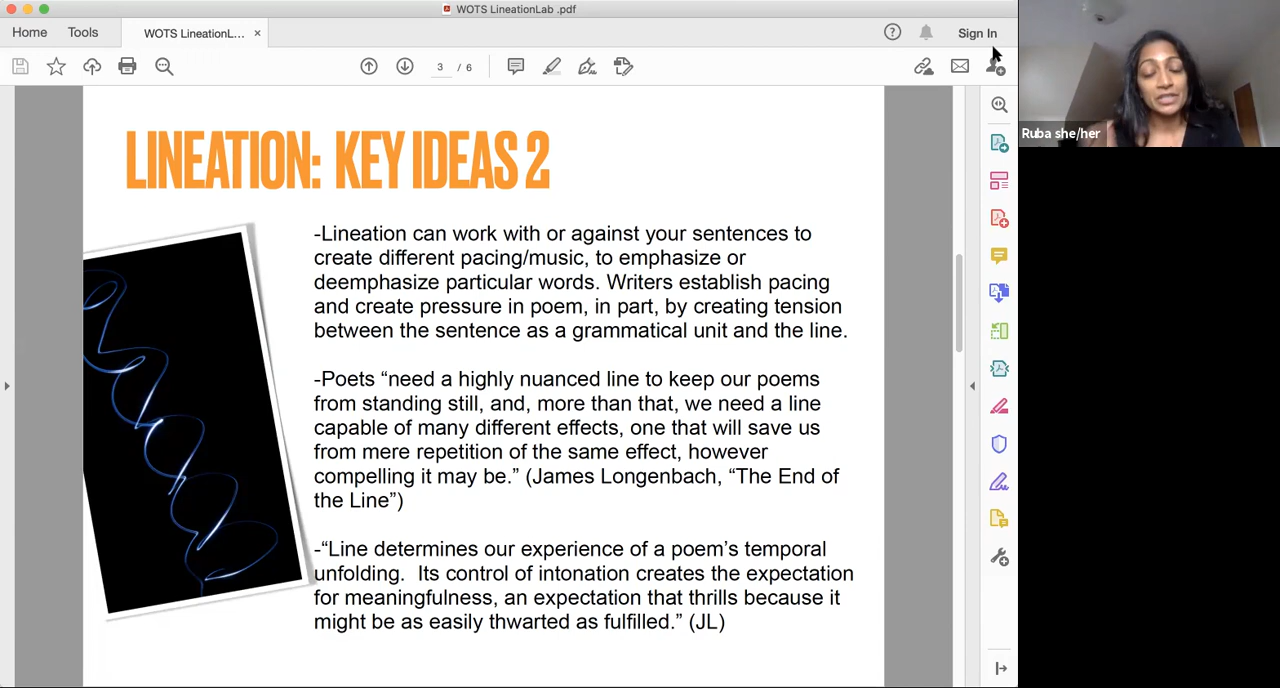 WOTS LineationLab .pdf
Home
Tools
WOTS LineationL... ×
Sign In
3 / 6
Ruba she/her
LINEATION: KEY IDEAS 2
-Lineation can work with or against your sentences to
create different pacing/music, to emphasize or
deemphasize particular words. Writers establish pacing
and create pressure in poem, in part, by creating tension
between the sentence as a grammatical unit and the line.
-Poets “need a highly nuanced line to keep our poems
from standing still, and, more than that, we need a line
capable of many different effects, one that will save us
from mere repetition of the same effect, however
compelling it may be.” (James Longenbach, “The End of
the Line”)
-“Line determines our experience of a poem’s temporal
unfolding.  Its control of intonation creates the expectation
for meaningfulness, an expectation that thrills because it
might be as easily thwarted as fulfilled.” (JL)